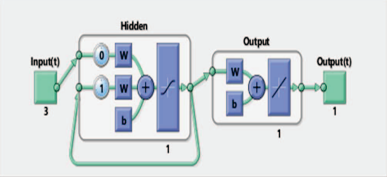 Hidden
Output
Input(t)
Output(t)
0
W
1
W
+
b
W
+
b
3
1
1
1